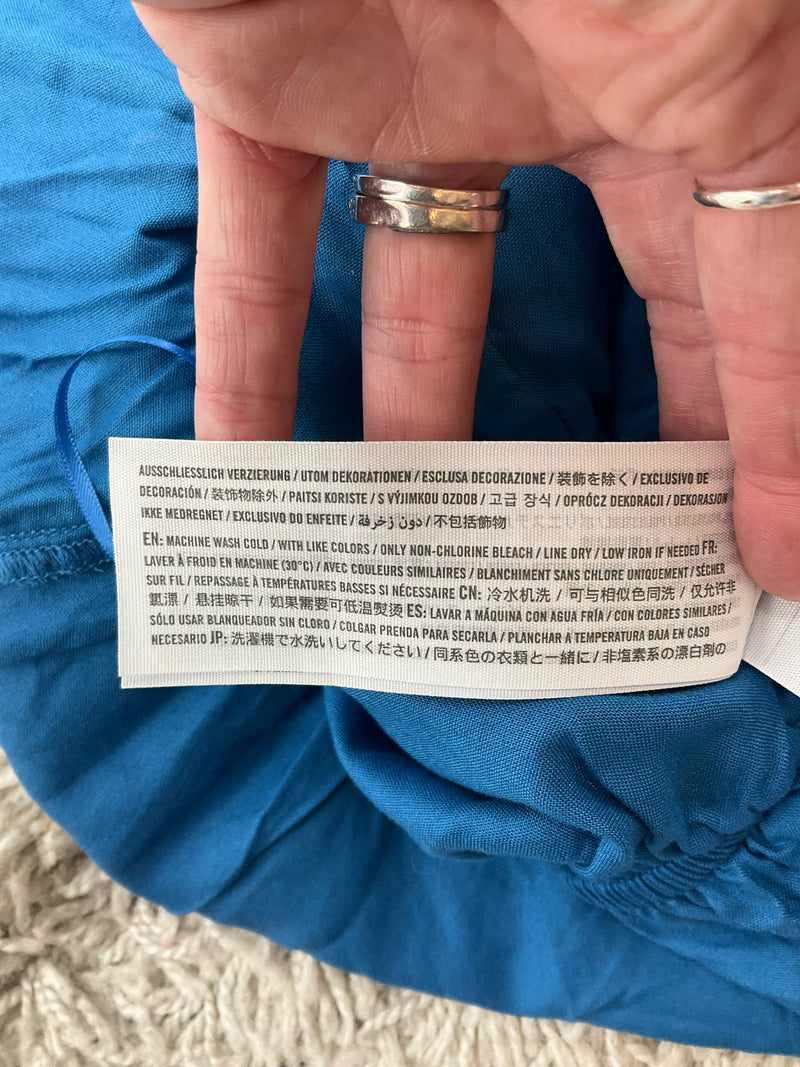 AUSSCHLIESSLICH VERZIERUNG / UTOM DEKORATIONEN / ESCLUSA DECORAZIONE / 装飾を除く / EXCLUSIVO DE
DECORACIÓN / 装饰物除外 / PAITSI KORISTE / S VÝJIMKOU OZDOB / 고급 장식 / OPRÓCZ DEKORACJI / DEKORASJON
IKKE MEDREGNET / EXCLUSIVO DO ENFEITE / دون زخرفة / 不包括飾物
EN: MACHINE WASH COLD / WITH LIKE COLORS / ONLY NON-CHLORINE BLEACH / LINE DRY / LOW IRON IF NEEDED FR:
LAVER À FROID EN MACHINE (30°C) / AVEC COULEURS SIMILAIRES / BLANCHIMENT SANS CHLORE UNIQUEMENT / SÉCHER
SUR FIL / REPASSAGE À TEMPÉRATURES BASSES SI NÉCESSAIRE CN: 冷水机洗 / 可与相似色同洗 / 仅允许非
氯漂 / 悬挂晾干 / 如果需要可低温熨烫 ES: LAVAR A MÁQUINA CON AGUA FRÍA / CON COLORES SIMILARES /
SÓLO USAR BLANQUEADOR SIN CLORO / COLGAR PRENDA PARA SECARLA / PLANCHAR A TEMPERATURA BAJA EN CASO
NECESARIO JP: 洗濯機で水洗いしてください / 同系色の衣類と一緒に / 非塩素系の漂白剤の